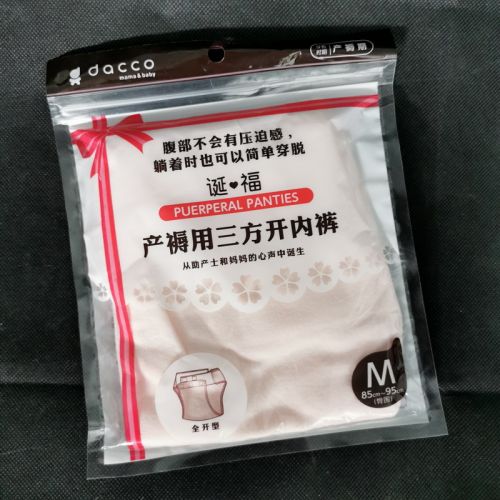 dacco
mama & baby
产褥期
腹部不会有压迫感，
躺着时也可以简单穿脱
诞♥福
PUERPERAL PANTIES
产褥用三方开内裤
从助产士和妈妈的心声中诞生
全开型
M
85cm~95cm
(臀围)